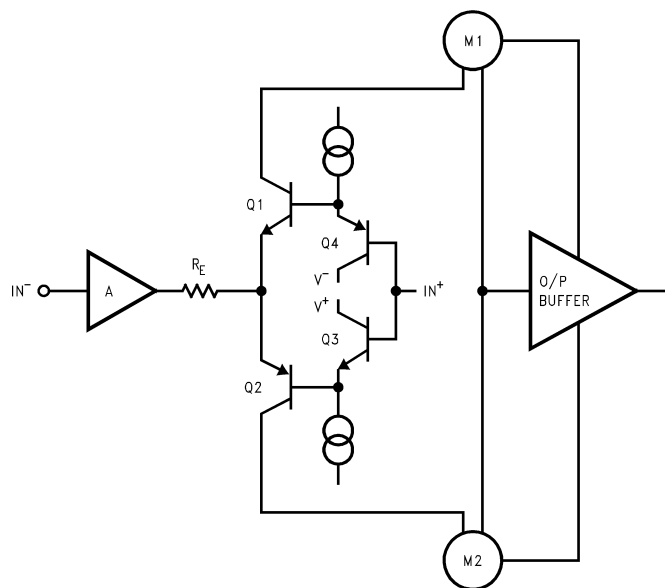 M1
Q1
Q4
R_E
IN⁻
A
V⁻
IN⁺
V⁺
O/P
BUFFER
Q3
Q2
M2